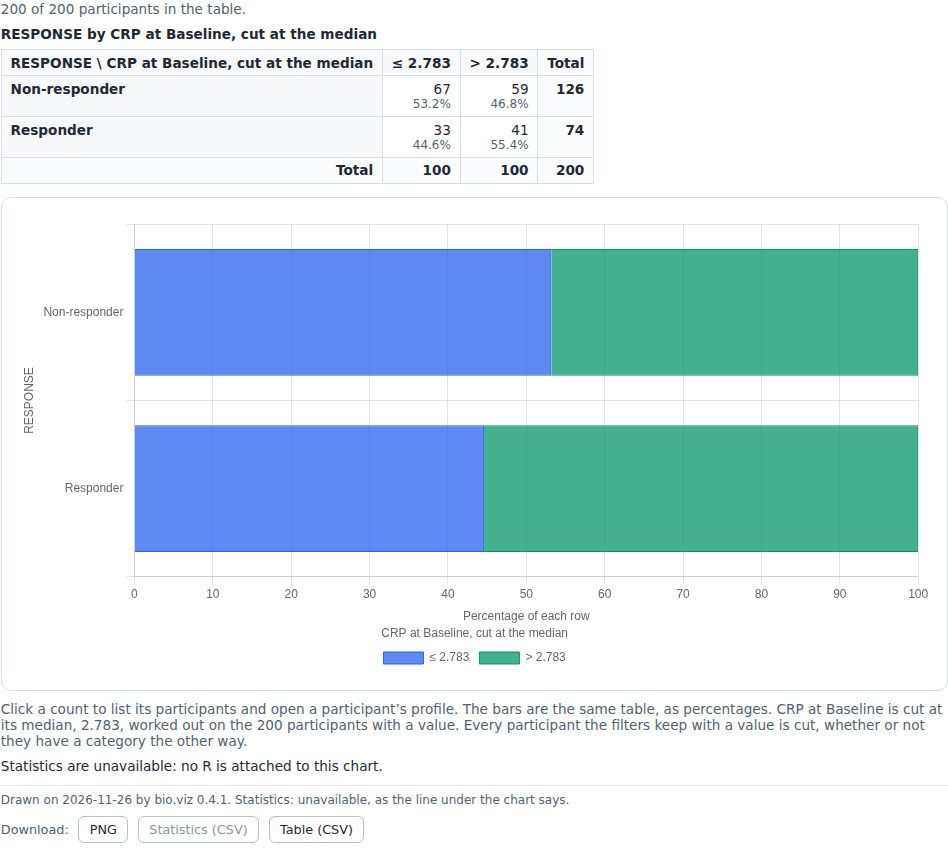 200 of 200 participants in the table.
RESPONSE by CRP at Baseline, cut at the median
RESPONSE \ CRP at Baseline, cut at the median ≤ 2.783 > 2.783 Total
Non-responder 67 59 126
53.2% 46.8%
Responder 33 41 74
44.6% 55.4%
Total 100 100 200
RESPONSE
Non-responder
Responder
0 10 20 30 40 50 60 70 80 90 100
Percentage of each row
CRP at Baseline, cut at the median
≤ 2.783 > 2.783
Click a count to list its participants and open a participant’s profile. The bars are the same table, as percentages. CRP at Baseline is cut at
its median, 2.783, worked out on the 200 participants with a value. Every participant the filters keep with a value is cut, whether or not
they have a category the other way.
Statistics are unavailable: no R is attached to this chart.
Drawn on 2026-11-26 by bio.viz 0.4.1. Statistics: unavailable, as the line under the chart says.
Download: PNG Statistics (CSV) Table (CSV)